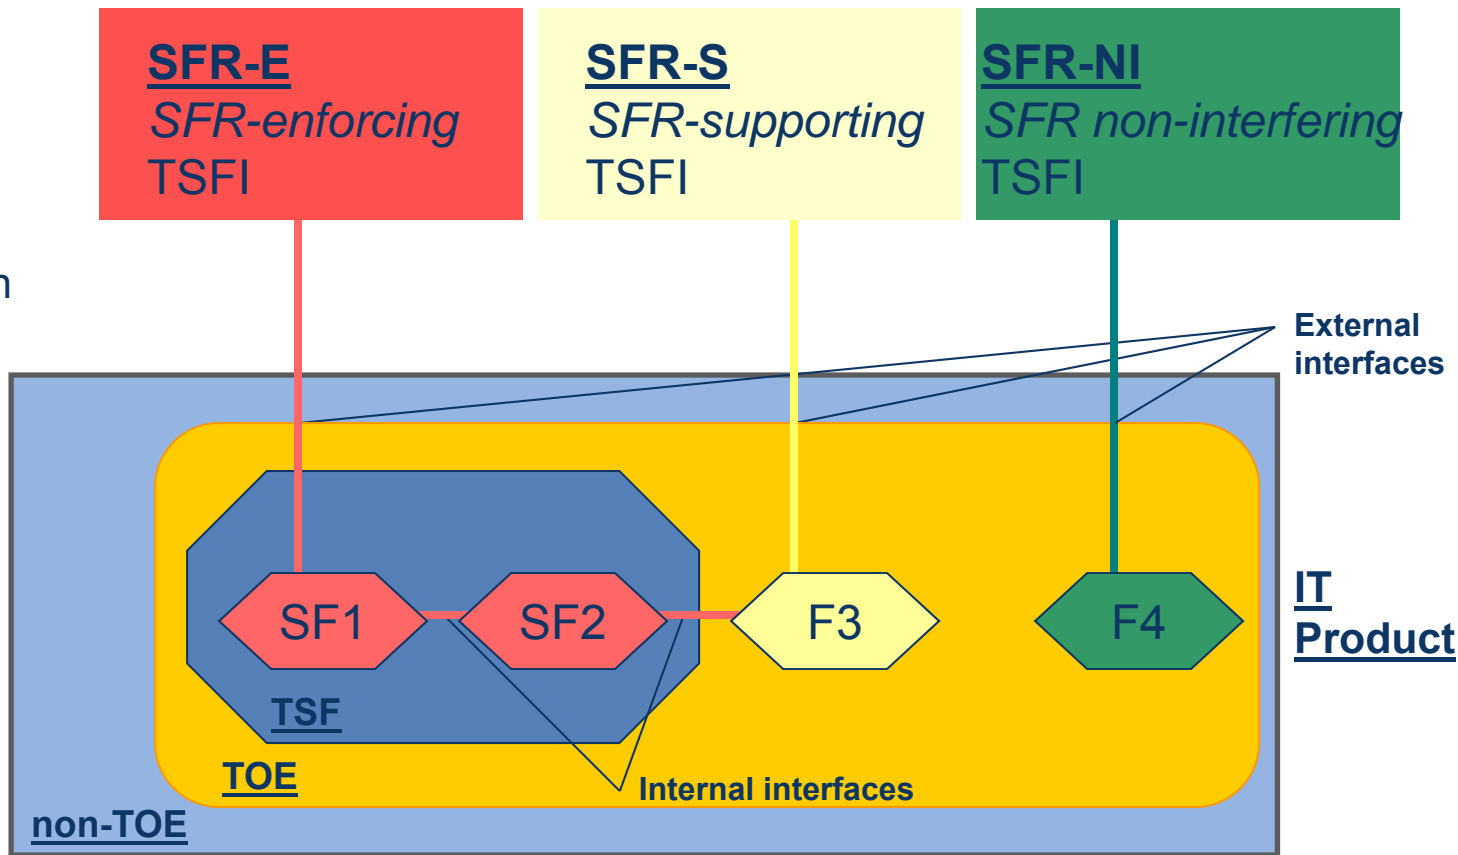 SFR-E
SFR-enforcing
TSFI
SFR-S
SFR-supporting
TSFI
SFR-NI
SFR non-interfering
TSFI
n
External
interfaces
SF1
SF2
F3
F4
IT
Product
TSF
TOE
Internal interfaces
non-TOE